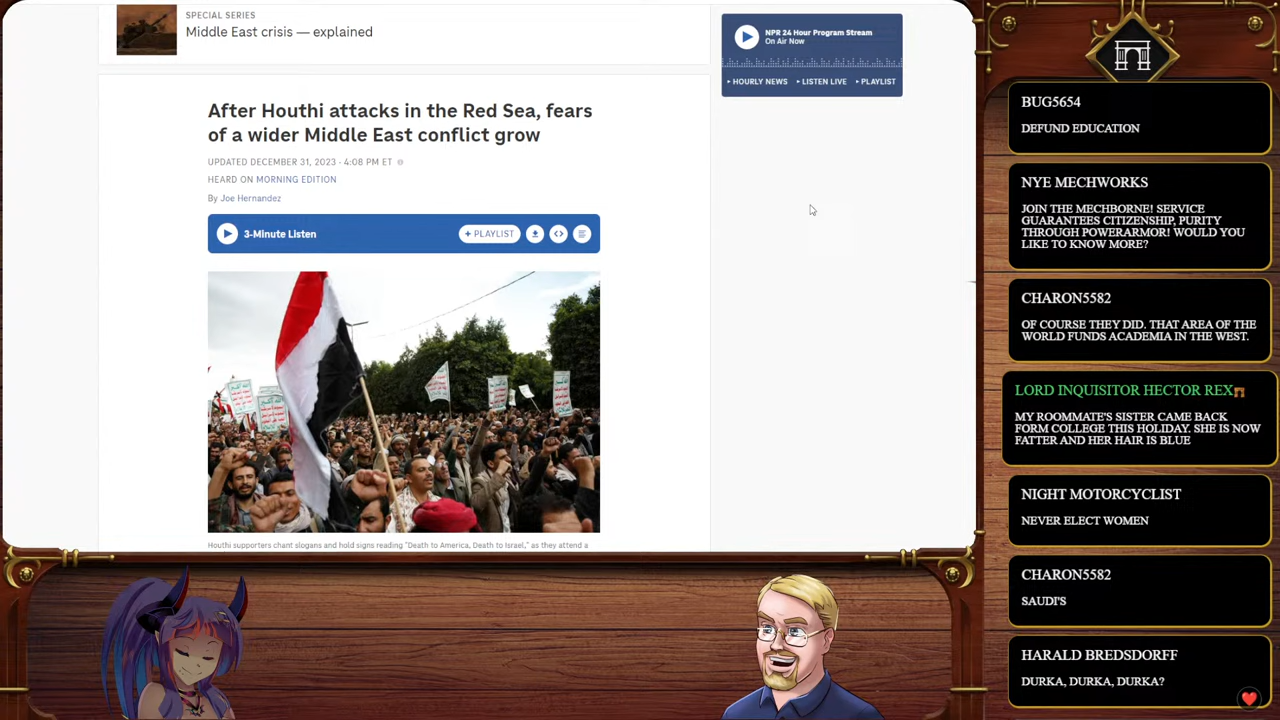 SPECIAL SERIES
Middle East crisis — explained
After Houthi attacks in the Red Sea, fears
of a wider Middle East conflict grow
UPDATED DECEMBER 31, 2023 · 4:08 PM ET
HEARD ON MORNING EDITION
By Joe Hernandez
3-Minute Listen
+ PLAYLIST
Houthi supporters chant slogans and hold signs reading "Death to America, Death to Israel," as they attend a
NPR 24 Hour Program Stream
On Air Now
HOURLY NEWS
LISTEN LIVE
PLAYLIST
BUG5654
DEFUND EDUCATION
NYE MECHWORKS
JOIN THE MECHBORNE! SERVICE
GUARANTEES CITIZENSHIP, PURITY
THROUGH POWERARMOR! WOULD YOU
LIKE TO KNOW MORE?
CHARON5582
OF COURSE THEY DID. THAT AREA OF THE
WORLD FUNDS ACADEMIA IN THE WEST.
LORD INQUISITOR HECTOR REX
MY ROOMMATE'S SISTER CAME BACK
FORM COLLEGE THIS HOLIDAY. SHE IS NOW
FATTER AND HER HAIR IS BLUE
NIGHT MOTORCYCLIST
NEVER ELECT WOMEN
CHARON5582
SAUDI'S
HARALD BREDSDORFF
DURKA, DURKA, DURKA?